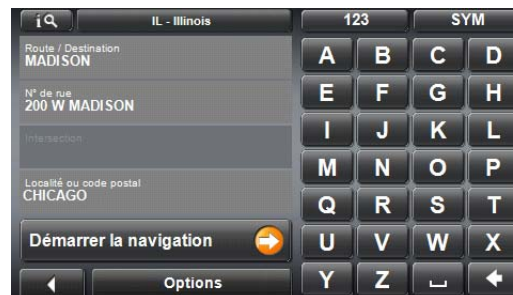 i
IL - Illinois
123
SYM
Route / Destination
MADISON
N° de rue
200 W MADISON
Intersection
Localité ou code postal
CHICAGO
Démarrer la navigation
Options
A B C D
E F G H
I J K L
M N O P
Q R S T
U V W X
Y Z